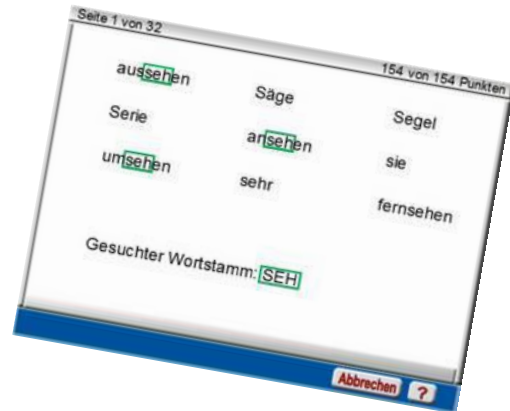 Seite 1 von 32 154 von 154 Punkten
aussehen Säge Segel
Serie ansehen sie
umsehen sehr fernsehen
Gesuchter Wortstamm: SEH
Abbrechen ?